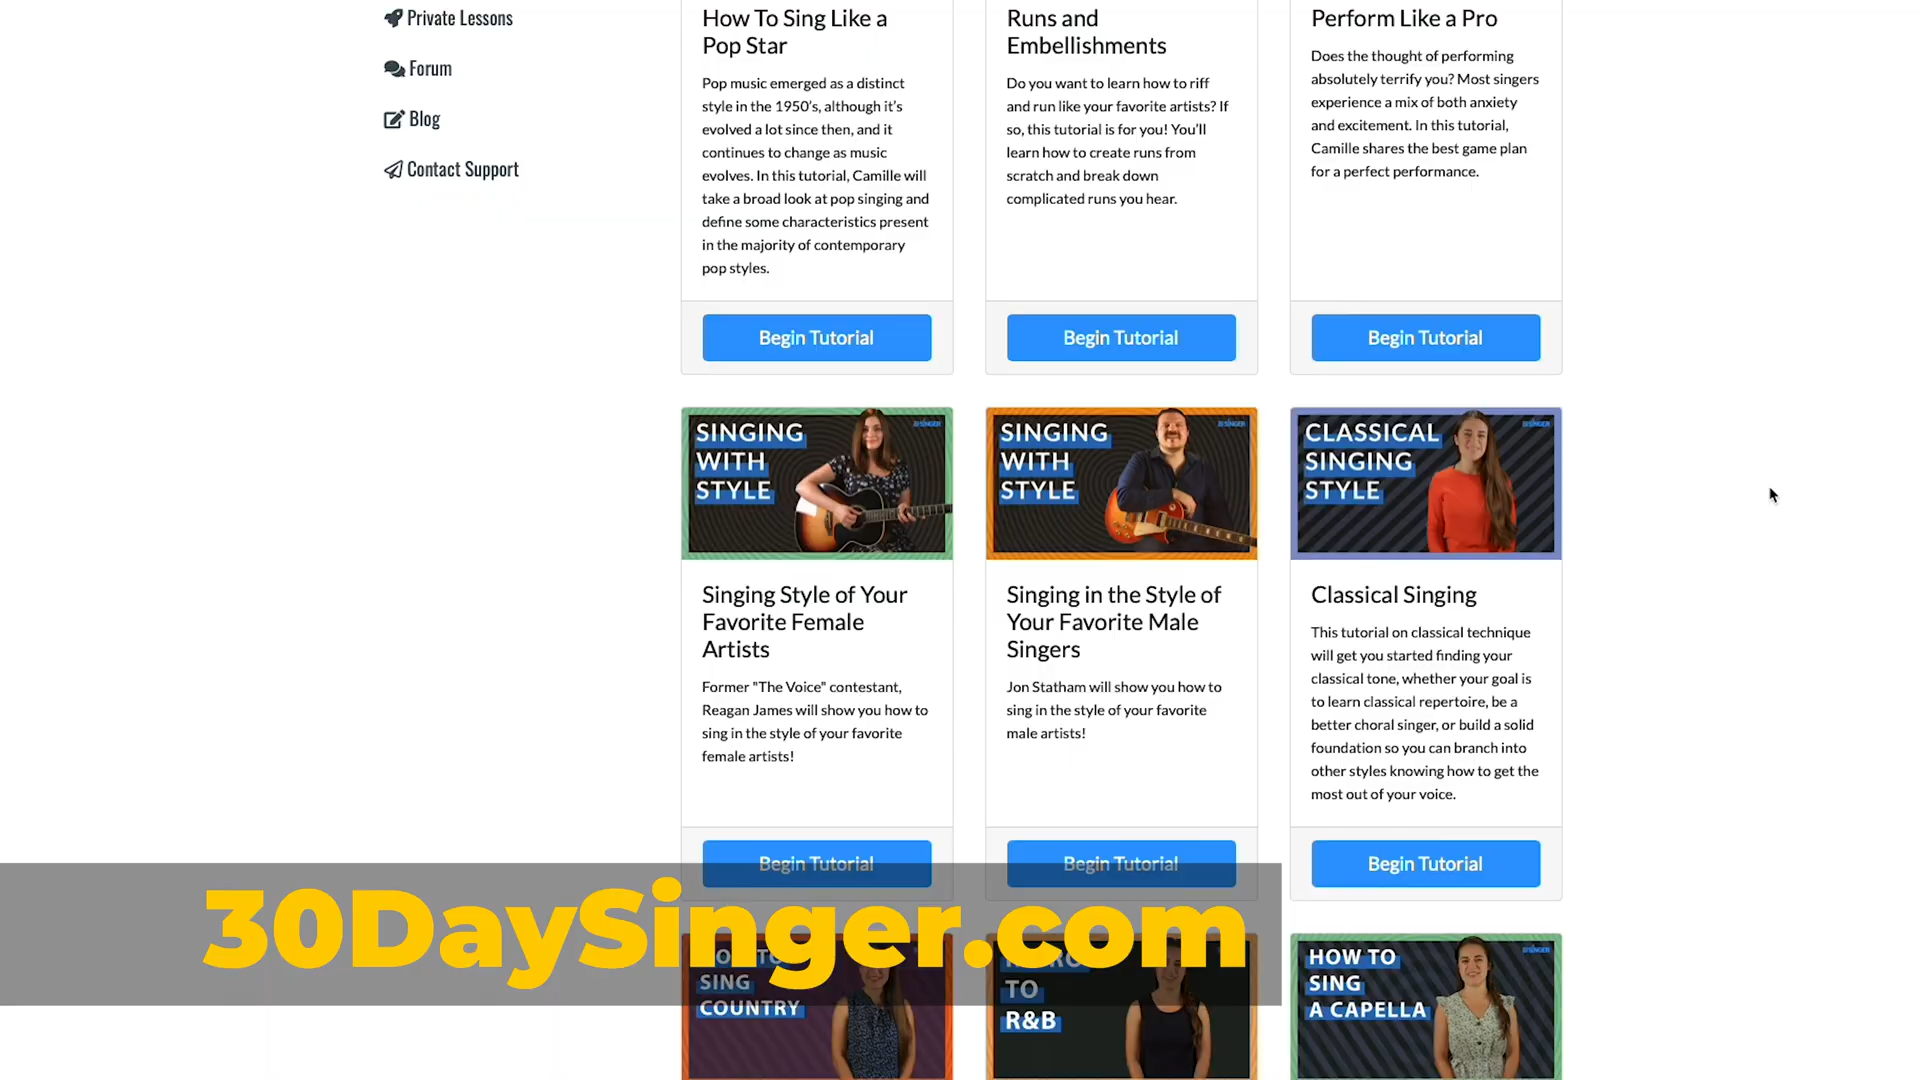 Private Lessons
Forum
Blog
Contact Support
How To Sing Like a
Pop Star
Pop music emerged as a distinct
style in the 1950's, although it's
evolved a lot since then, and it
continues to change as music
evolves. In this tutorial, Camille will
take a broad look at pop singing and
define some characteristics present
in the majority of contemporary
pop styles.
Begin Tutorial
Runs and
Embellishments
Do you want to learn how to riff
and run like your favorite artists? If
so, this tutorial is for you! You'll
learn how to create runs from
scratch and break down
complicated runs you hear.
Begin Tutorial
Perform Like a Pro
Does the thought of performing
absolutely terrify you? Most singers
experience a mix of both anxiety
and excitement. In this tutorial,
Camille shares the best game plan
for a perfect performance.
Begin Tutorial
SINGING
WITH
STYLE
30 SINGER
Singing Style of Your
Favorite Female
Artists
Former "The Voice" contestant,
Reagan James will show you how to
sing in the style of your favorite
female artists!
Begin Tutorial
SINGING
WITH
STYLE
30 SINGER
Singing in the Style of
Your Favorite Male
Singers
Jon Statham will show you how to
sing in the style of your favorite
male artists!
Begin Tutorial
CLASSICAL
SINGING
STYLE
30 SINGER
Classical Singing
This tutorial on classical technique
will get you started finding your
classical tone, whether your goal is
to learn classical repertoire, be a
better choral singer, or build a solid
foundation so you can branch into
other styles knowing how to get the
most out of your voice.
Begin Tutorial
30DaySinger.com
SING
COUNTRY
TO
R&B
HOW TO
SING
A CAPELLA
30 SINGER